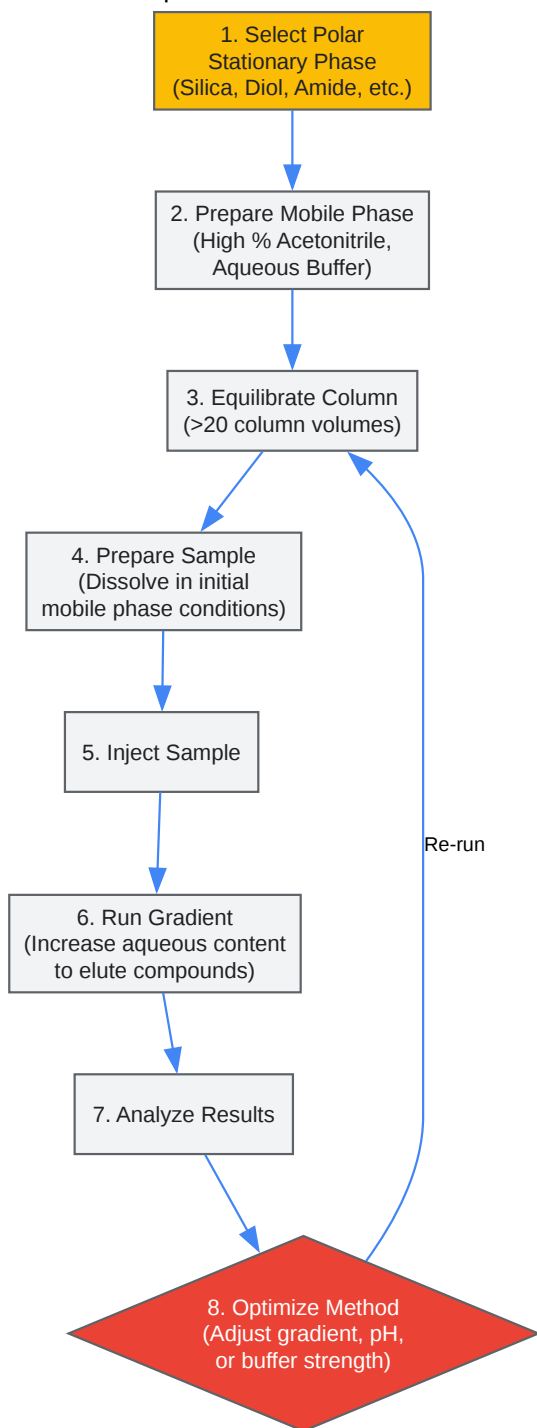 1. Select Polar
Stationary Phase
(Silica, Diol, Amide, etc.)
2. Prepare Mobile Phase
(High % Acetonitrile,
Aqueous Buffer)
3. Equilibrate Column
(>20 column volumes)
4. Prepare Sample
(Dissolve in initial
mobile phase conditions)
5. Inject Sample
Re-run
6. Run Gradient
(Increase aqueous content
to elute compounds)
7. Analyze Results
8. Optimize Method
(Adjust gradient, pH,
or buffer strength)